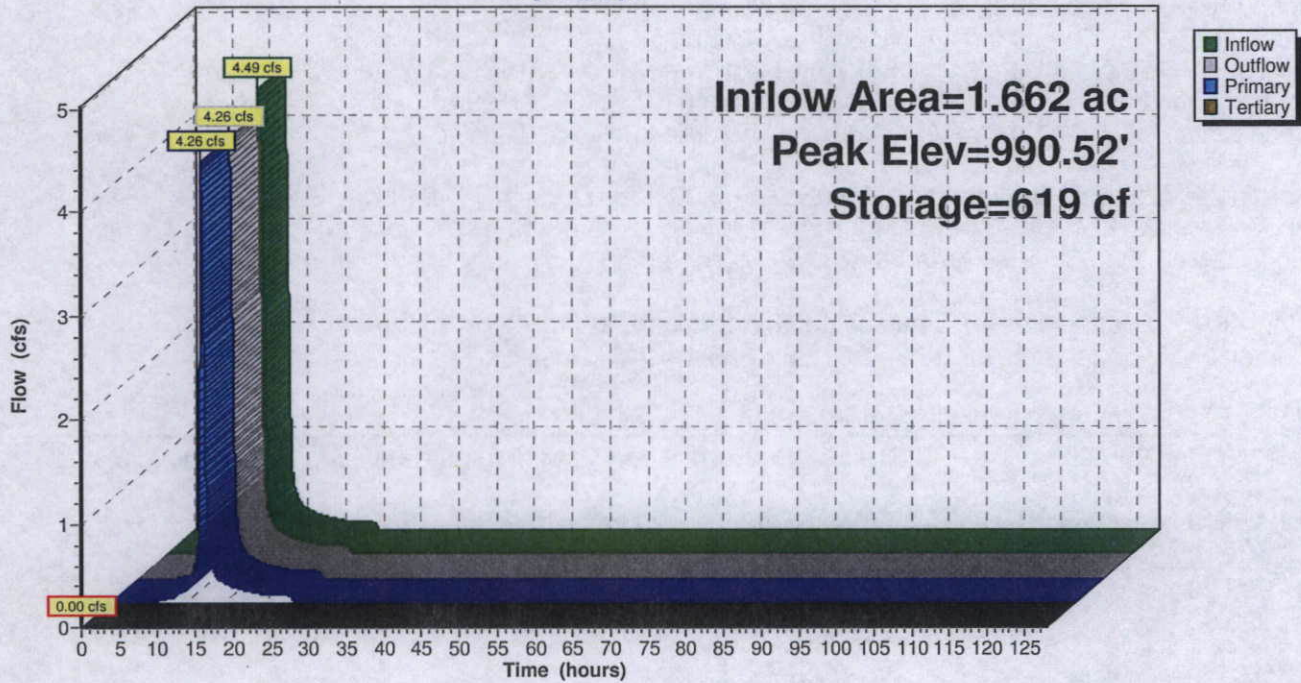 Inflow
Outflow
Primary
Tertiary
4.49 cfs
4.26 cfs
4.26 cfs
0.00 cfs
Inflow Area=1.662 ac
Peak Elev=990.52'
Storage=619 cf
Flow (cfs)
5
4
3
2
1
0
0 5 10 15 20 25 30 35 40 45 50 55 60 65 70 75 80 85 90 95 100 105 110 115 120 125
Time (hours)